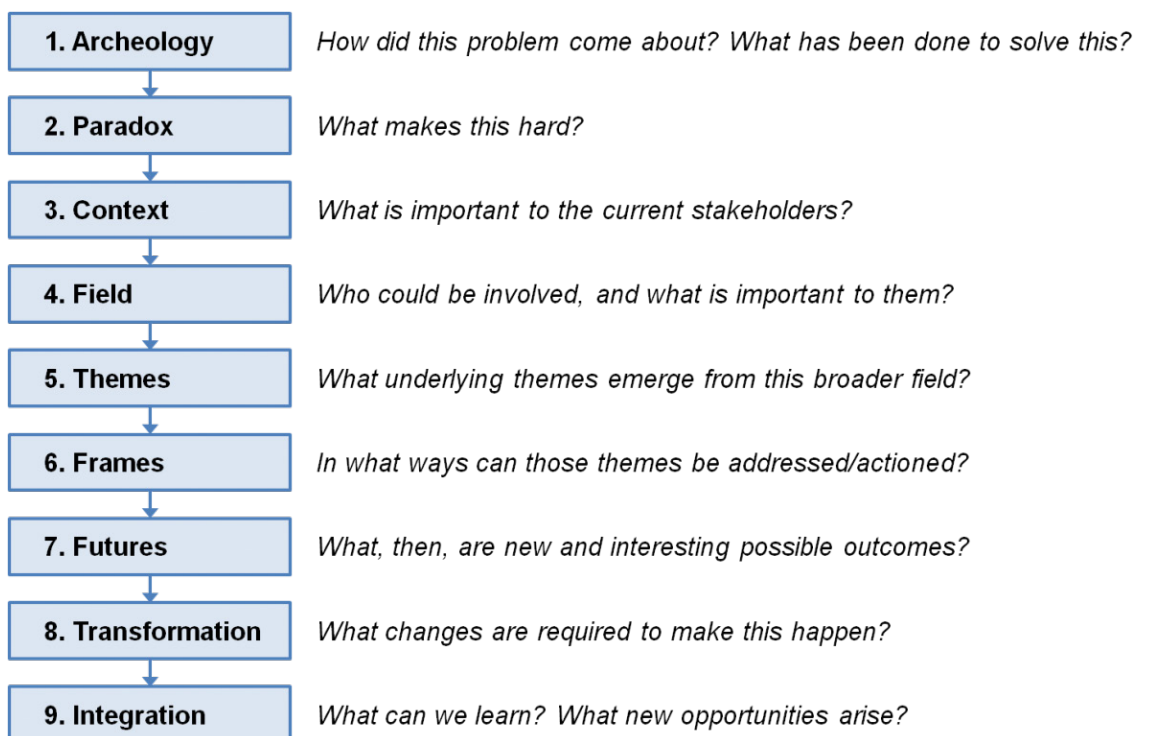 1. Archeology How did this problem come about? What has been done to solve this?
2. Paradox What makes this hard?
3. Context What is important to the current stakeholders?
4. Field Who could be involved, and what is important to them?
5. Themes What underlying themes emerge from this broader field?
6. Frames In what ways can those themes be addressed/actioned?
7. Futures What, then, are new and interesting possible outcomes?
8. Transformation What changes are required to make this happen?
9. Integration What can we learn? What new opportunities arise?